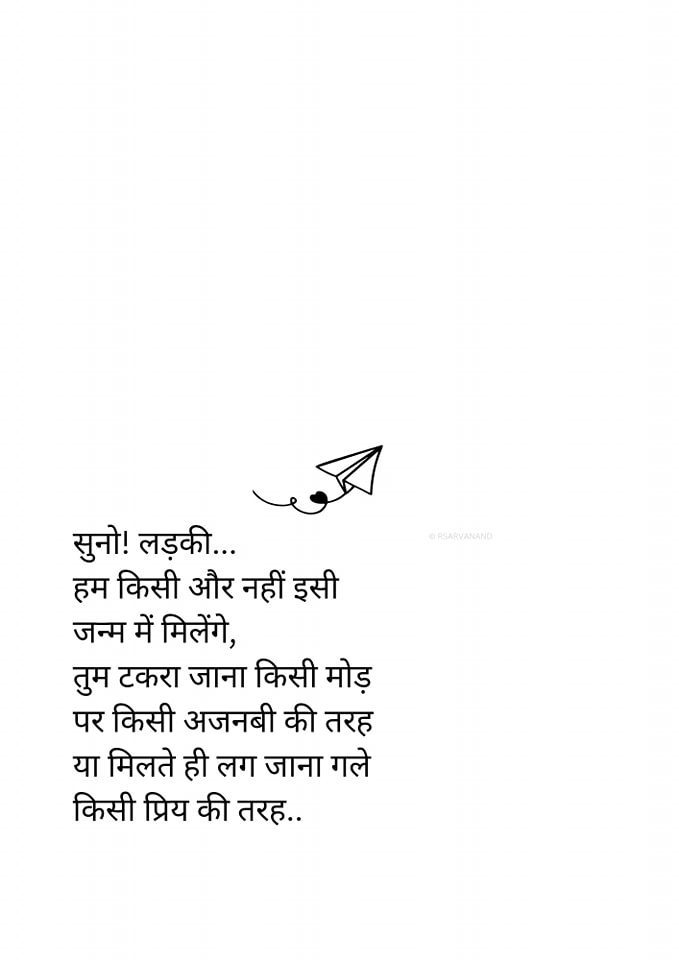 © RSARVANAND
सुनो! लड़की...
हम किसी और नहीं इसी
जन्म में मिलेंगे,
तुम टकरा जाना किसी मोड़
पर किसी अजनबी की तरह
या मिलते ही लग जाना गले
किसी प्रिय की तरह..